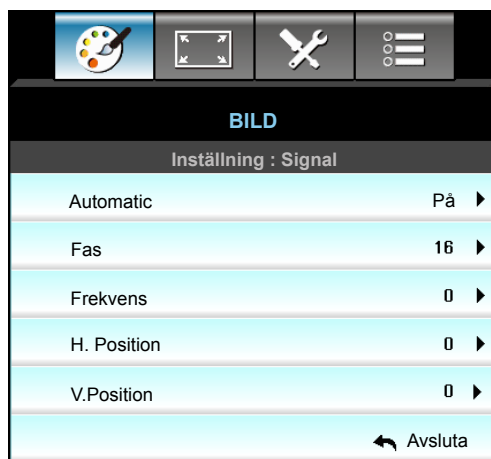 BILD
Inställning : Signal
Automatic På
Fas 16
Frekvens 0
H. Position 0
V.Position 0
Avsluta